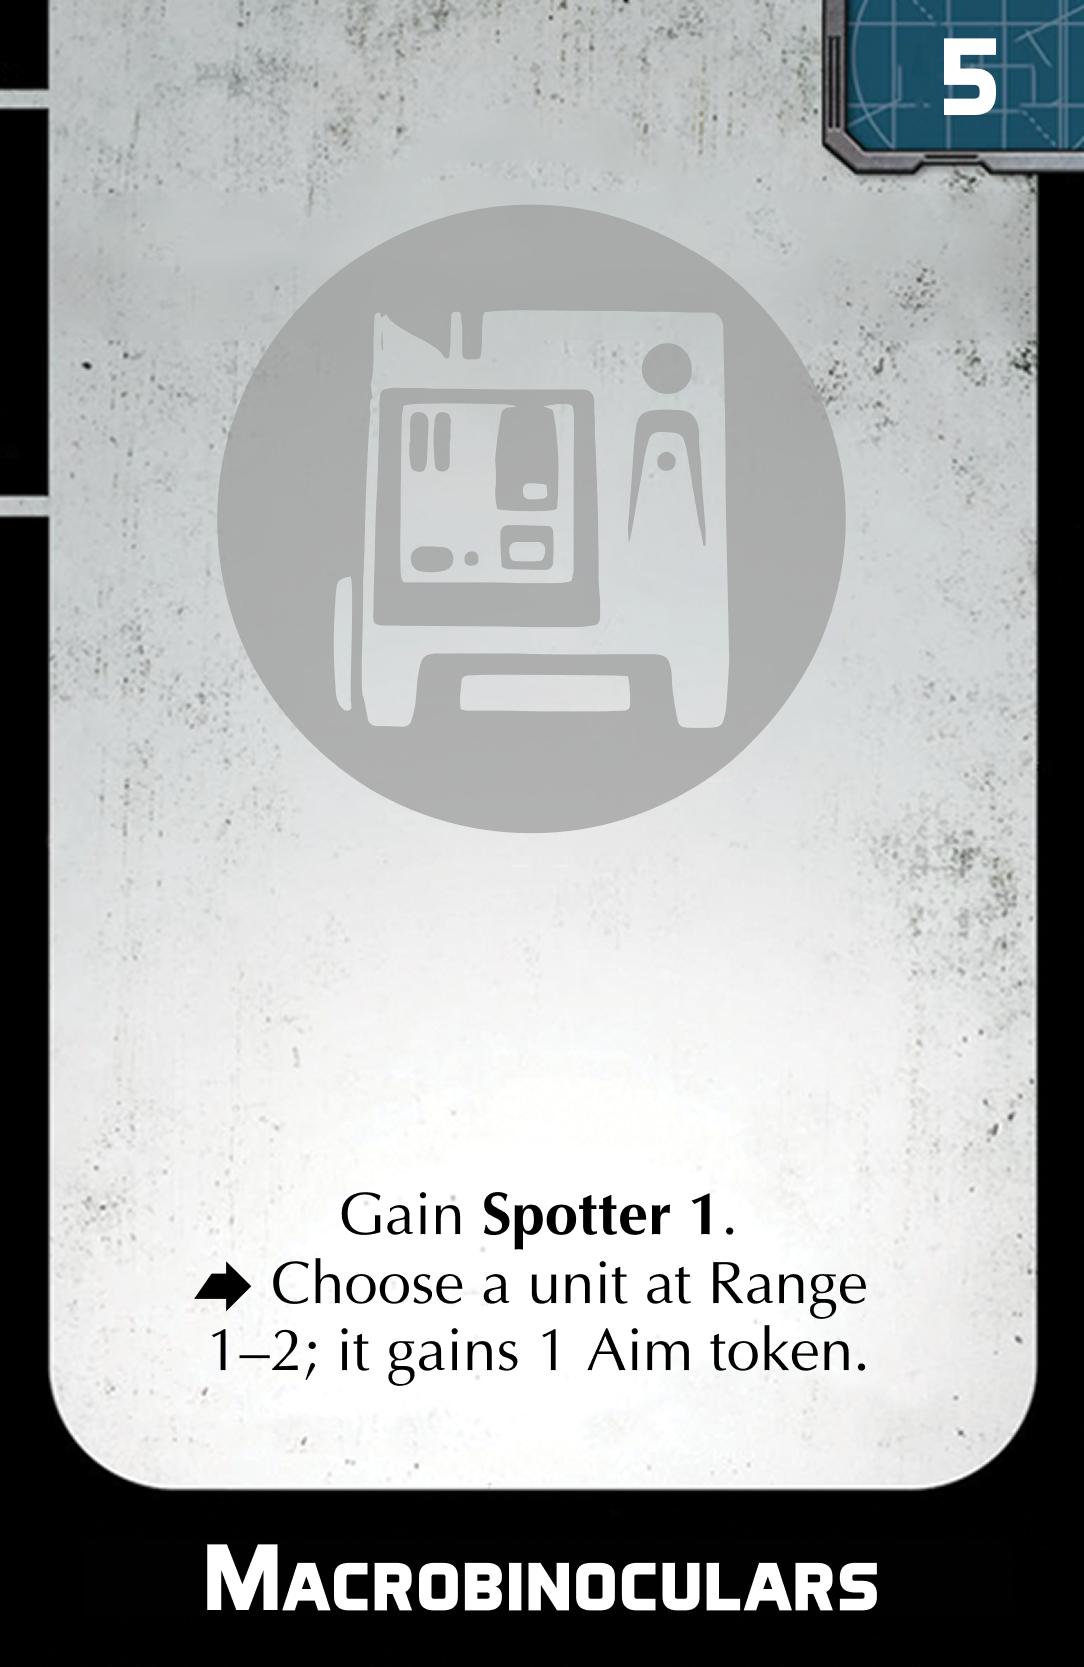 5
Gain Spotter 1.
Choose a unit at Range
1–2; it gains 1 Aim token.
MACROBINOCULARS